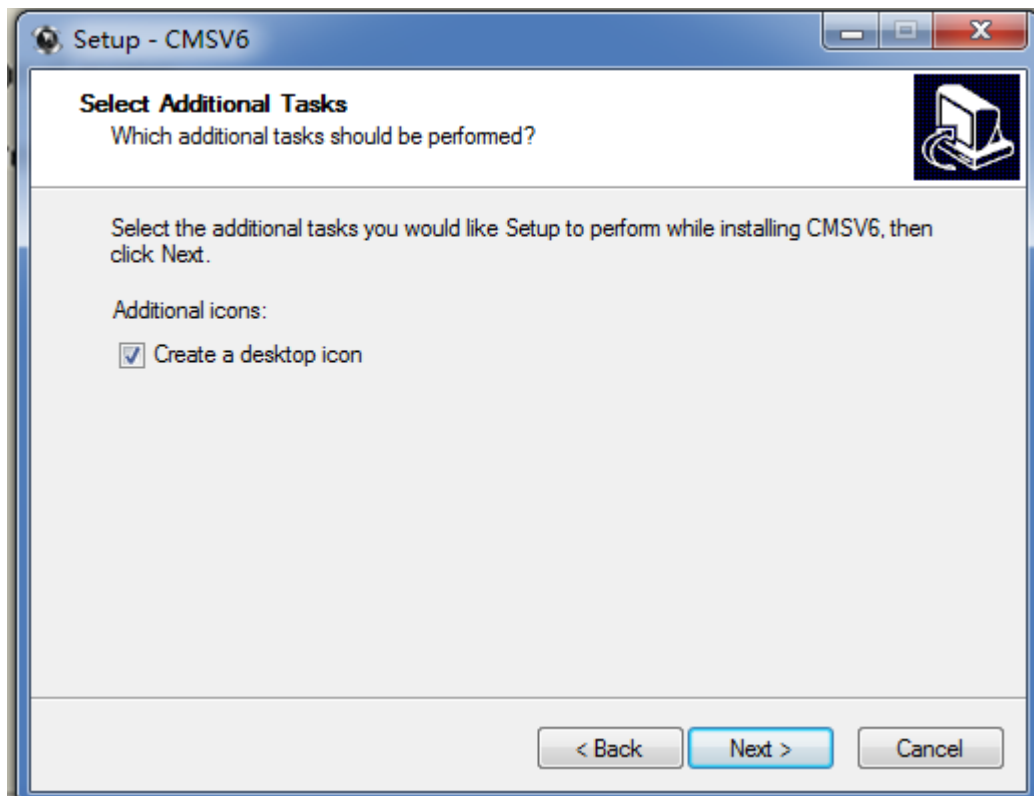 Setup - CMSV6
Select Additional Tasks
Which additional tasks should be performed?
Select the additional tasks you would like Setup to perform while installing CMSV6, then
click Next.
Additional icons:
Create a desktop icon
< Back
Next >
Cancel